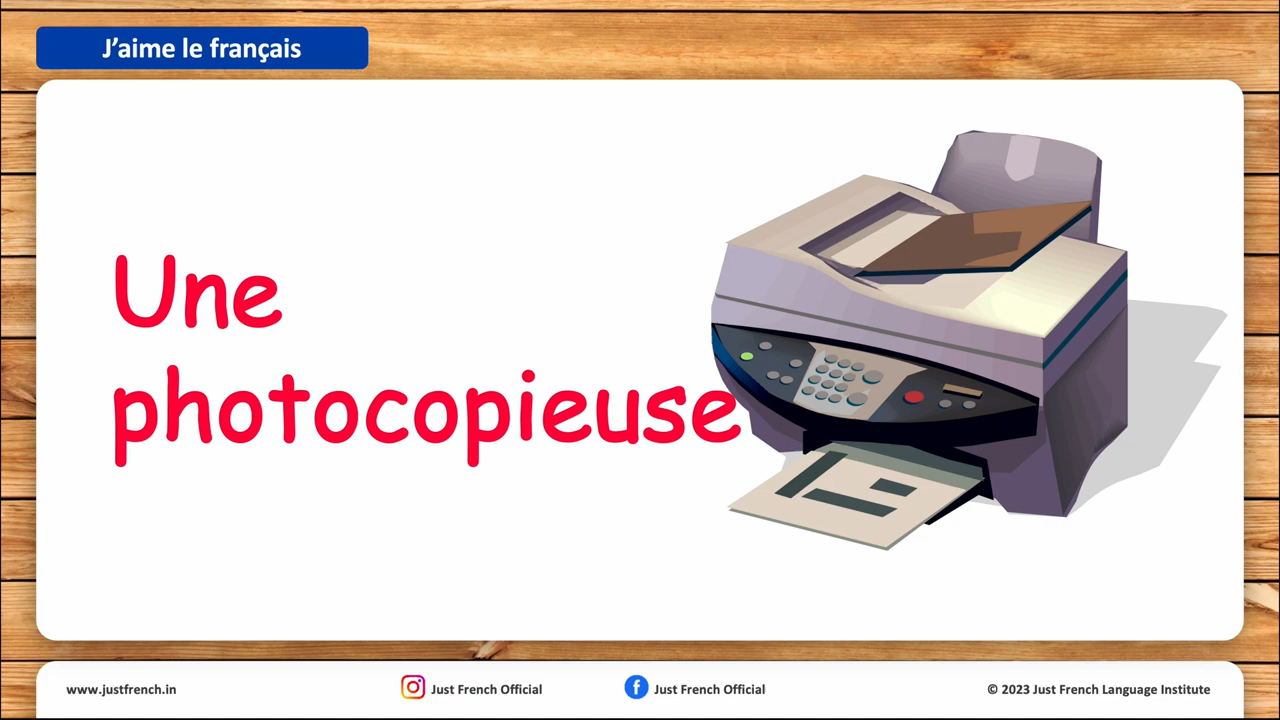 J’aime le français
Une
photocopieuse
www.justfrench.in
Just French Official
Just French Official
© 2023 Just French Language Institute